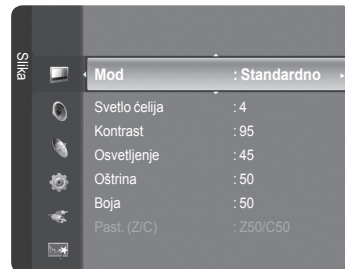 Slika
Mod : Standardno
Svetlo ćelija : 4
Kontrast : 95
Osvetljenje : 45
Oštrina : 50
Boja : 50
Past. (Z/C) : Z50/C50